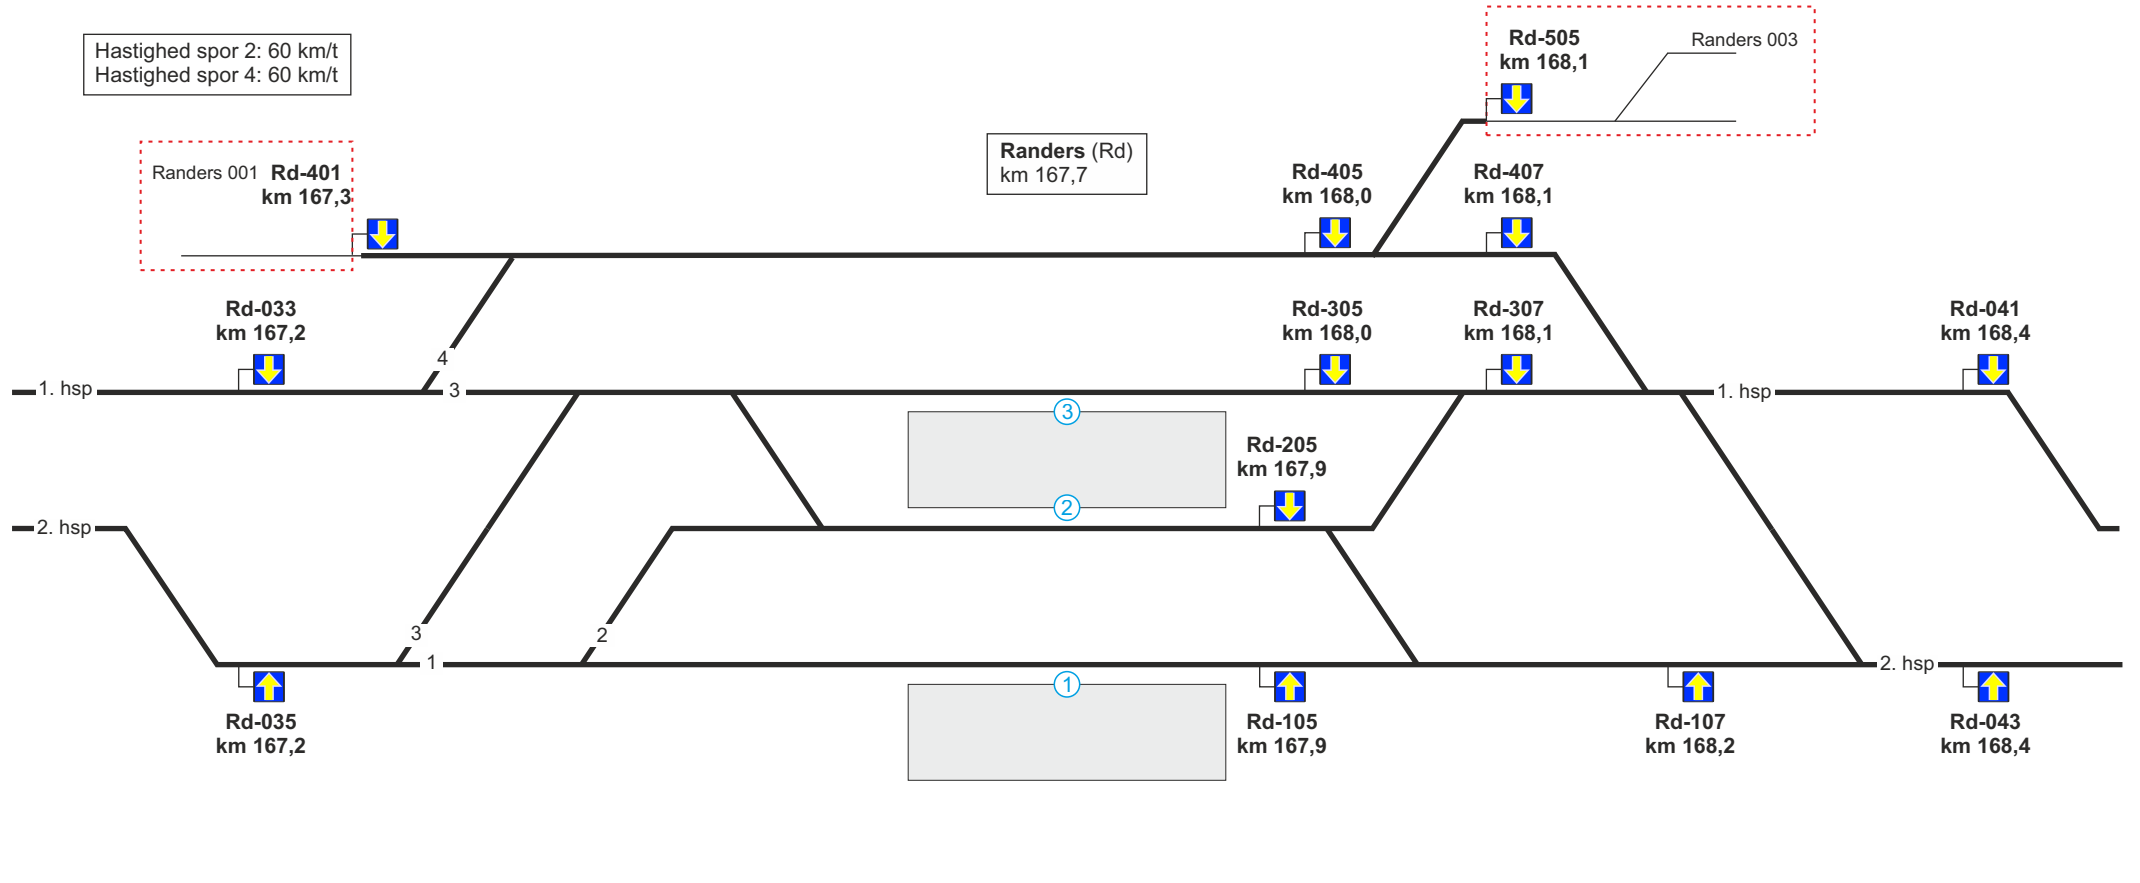 Hastighed spor 2: 60 km/t
Hastighed spor 4: 60 km/t
Rd-505
km 168,1
Randers 003
Randers 001
Rd-401
km 167,3
Randers (Rd)
km 167,7
Rd-405
km 168,0
Rd-407
km 168,1
Rd-033
km 167,2
Rd-305
km 168,0
Rd-307
km 168,1
Rd-041
km 168,4
4
1. hsp
3
1. hsp
3
Rd-205
km 167,9
2
2. hsp
3
2
1
2. hsp
1
Rd-035
km 167,2
Rd-105
km 167,9
Rd-107
km 168,2
Rd-043
km 168,4